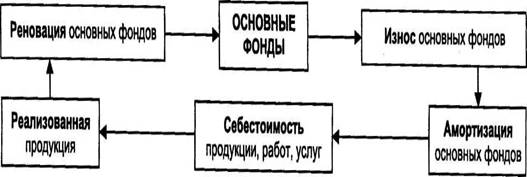 Реновация основных фондов
ОСНОВНЫЕ
ФОНДЫ
Износ основных фондов
Реализованная
продукция
Себестоимость
продукции, работ, услуг
Амортизация
основных фондов